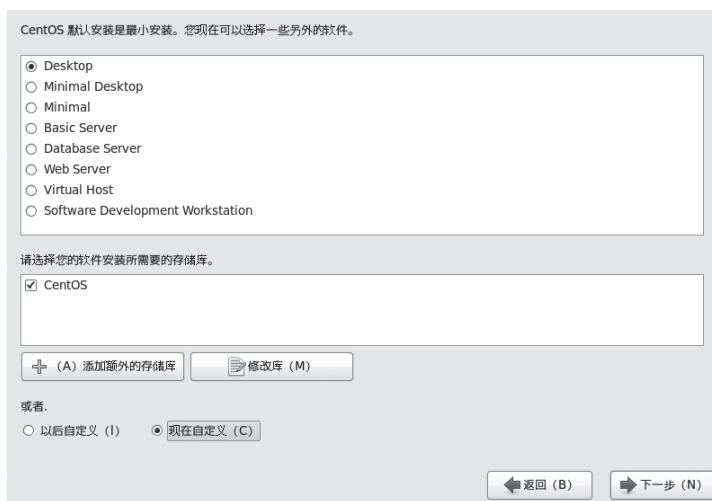 CentOS 默认安装是最小安装。您现在可以选择一些另外的软件。
Desktop
Minimal Desktop
Minimal
Basic Server
Database Server
Web Server
Virtual Host
Software Development Workstation
请选择您的软件安装所需要的存储库。
CentOS
(A) 添加额外的存储库
修改库 (M)
或者.
以后自定义 (I)
现在自定义 (C)
返回 (B)
下一步 (N)